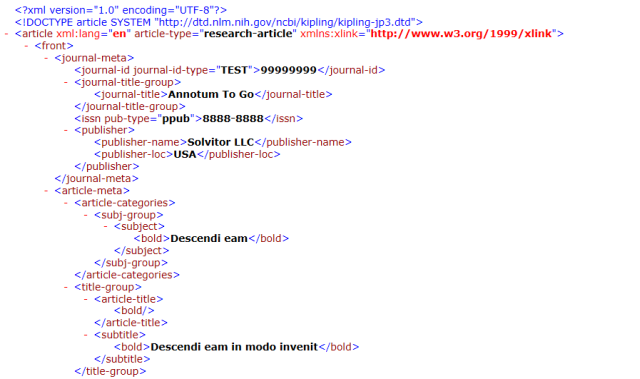 <?xml version="1.0" encoding="UTF-8"?>
<!DOCTYPE article SYSTEM "http://dtd.nlm.nih.gov/ncbi/kipling/kipling-jp3.dtd">
- <article xml:lang="en" article-type="research-article" xmlns:xlink="http://www.w3.org/1999/xlink">
- <front>
- <journal-meta>
<journal-id journal-id-type="TEST">99999999</journal-id>
- <journal-title-group>
<journal-title>Annotum To Go</journal-title>
</journal-title-group>
<issn pub-type="ppub">8888-8888</issn>
- <publisher>
<publisher-name>Solvitor LLC</publisher-name>
<publisher-loc>USA</publisher-loc>
</publisher>
</journal-meta>
- <article-meta>
- <article-categories>
- <subj-group>
- <subject>
<bold>Descendi eam</bold>
</subject>
</subj-group>
</article-categories>
- <title-group>
- <article-title>
<bold/>
</article-title>
- <subtitle>
<bold>Descendi eam in modo invenit</bold>
</subtitle>
</title-group>